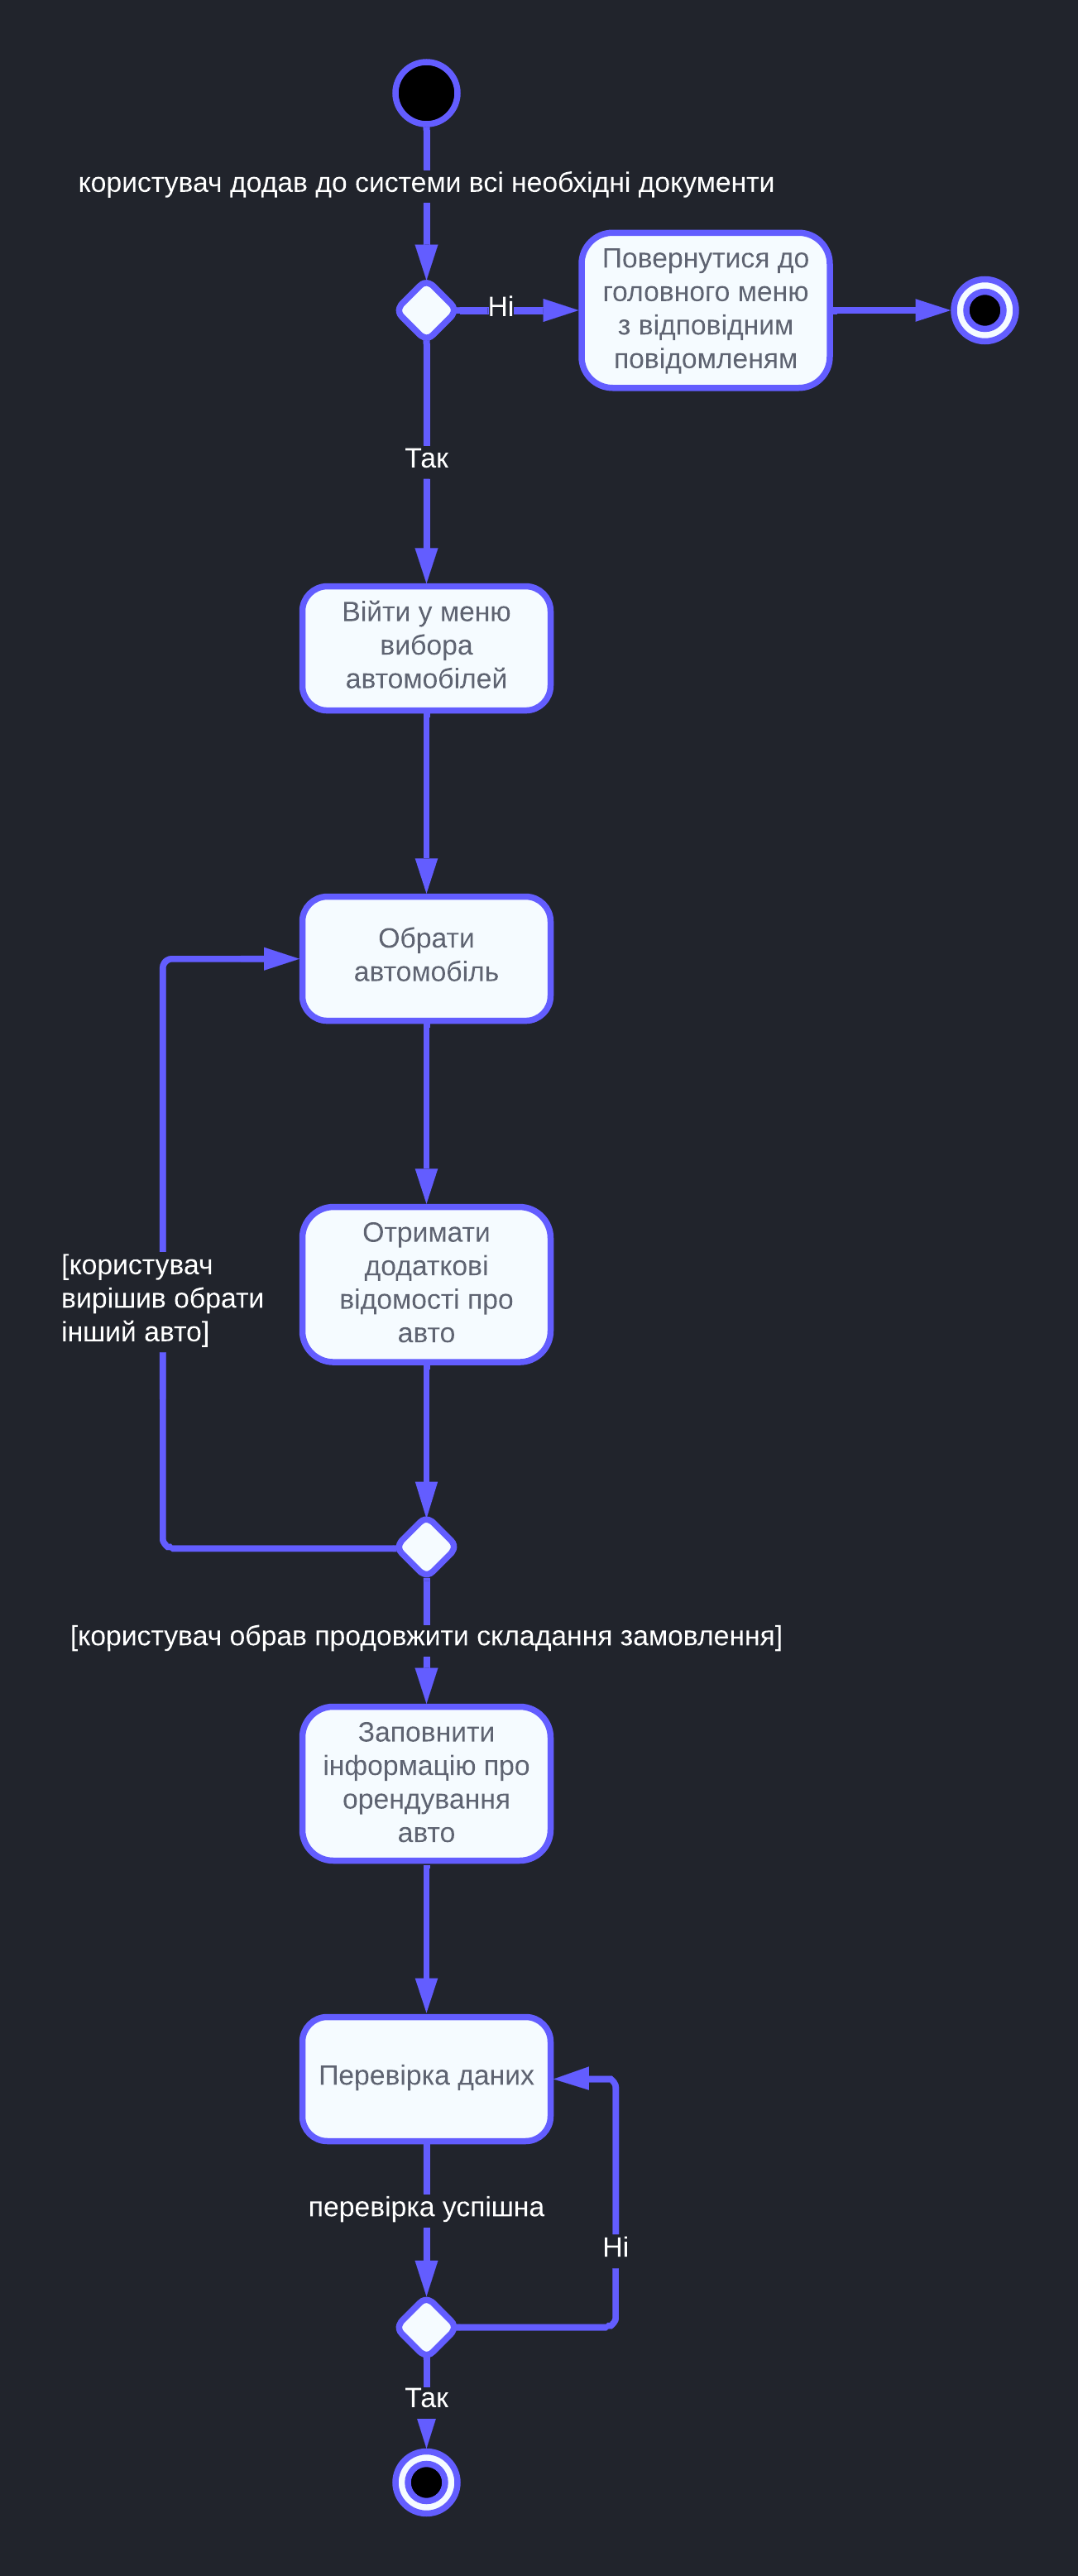 користувач додав до системи всі необхідні документи
Повернутися до
головного меню
з відповідним
повідомленям
Ні
Так
Війти у меню
вибора
автомобілей
Обрати
автомобіль
Отримати
додаткові
відомості про
авто
[користувач
вирішив обрати
інший авто]
[користувач обрав продовжити складання замовлення]
Заповнити
інформацію про
орендування
авто
Перевірка даних
перевірка успішна
Ні
Так